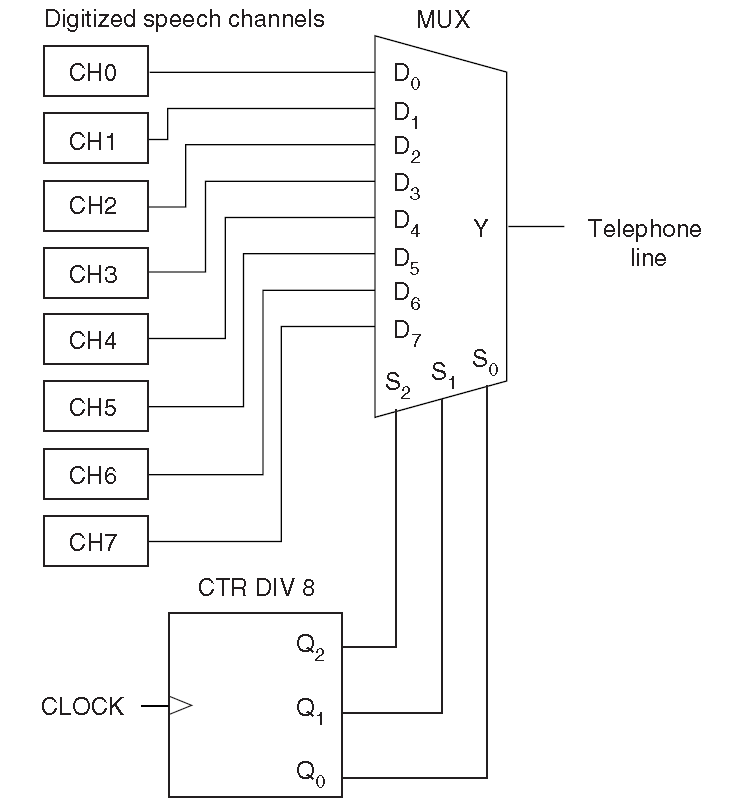 Digitized speech channels
MUX
CH0
D0
CH1
D1
CH2
D2
CH3
D3
CH4
D4
CH5
D5
CH6
D6
CH7
D7
Y
Telephone
line
S2
S1
S0
CTR DIV 8
Q2
CLOCK
Q1
Q0